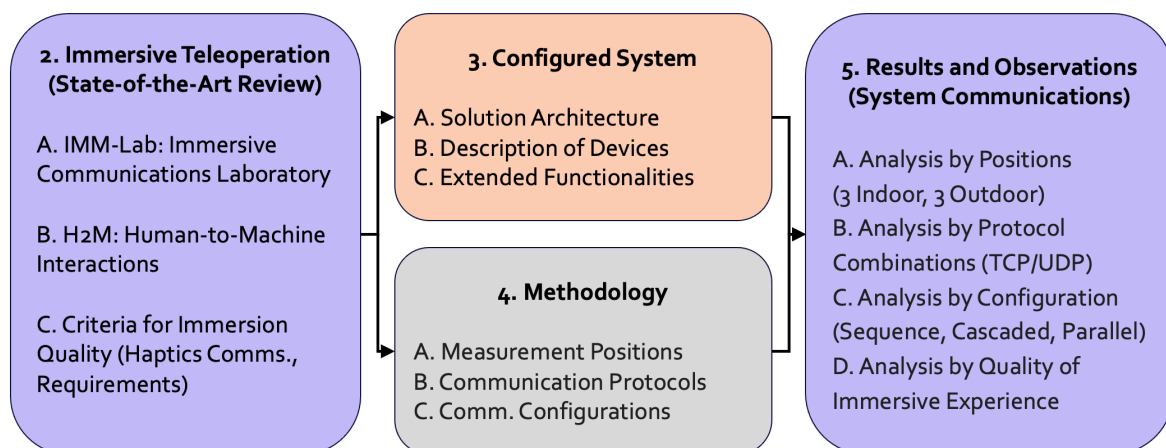 2. Immersive Teleoperation
(State-of-the-Art Review)
A. IMM-Lab: Immersive
Communications Laboratory
B. H2M: Human-to-Machine
Interactions
C. Criteria for Immersion
Quality (Haptics Comms.,
Requirements)
3. Configured System
A. Solution Architecture
B. Description of Devices
C. Extended Functionalities
4. Methodology
A. Measurement Positions
B. Communication Protocols
C. Comm. Configurations
5. Results and Observations
(System Communications)
A. Analysis by Positions
(3 Indoor, 3 Outdoor)
B. Analysis by Protocol
Combinations (TCP/UDP)
C. Analysis by Configuration
(Sequence, Cascaded, Parallel)
D. Analysis by Quality of
Immersive Experience